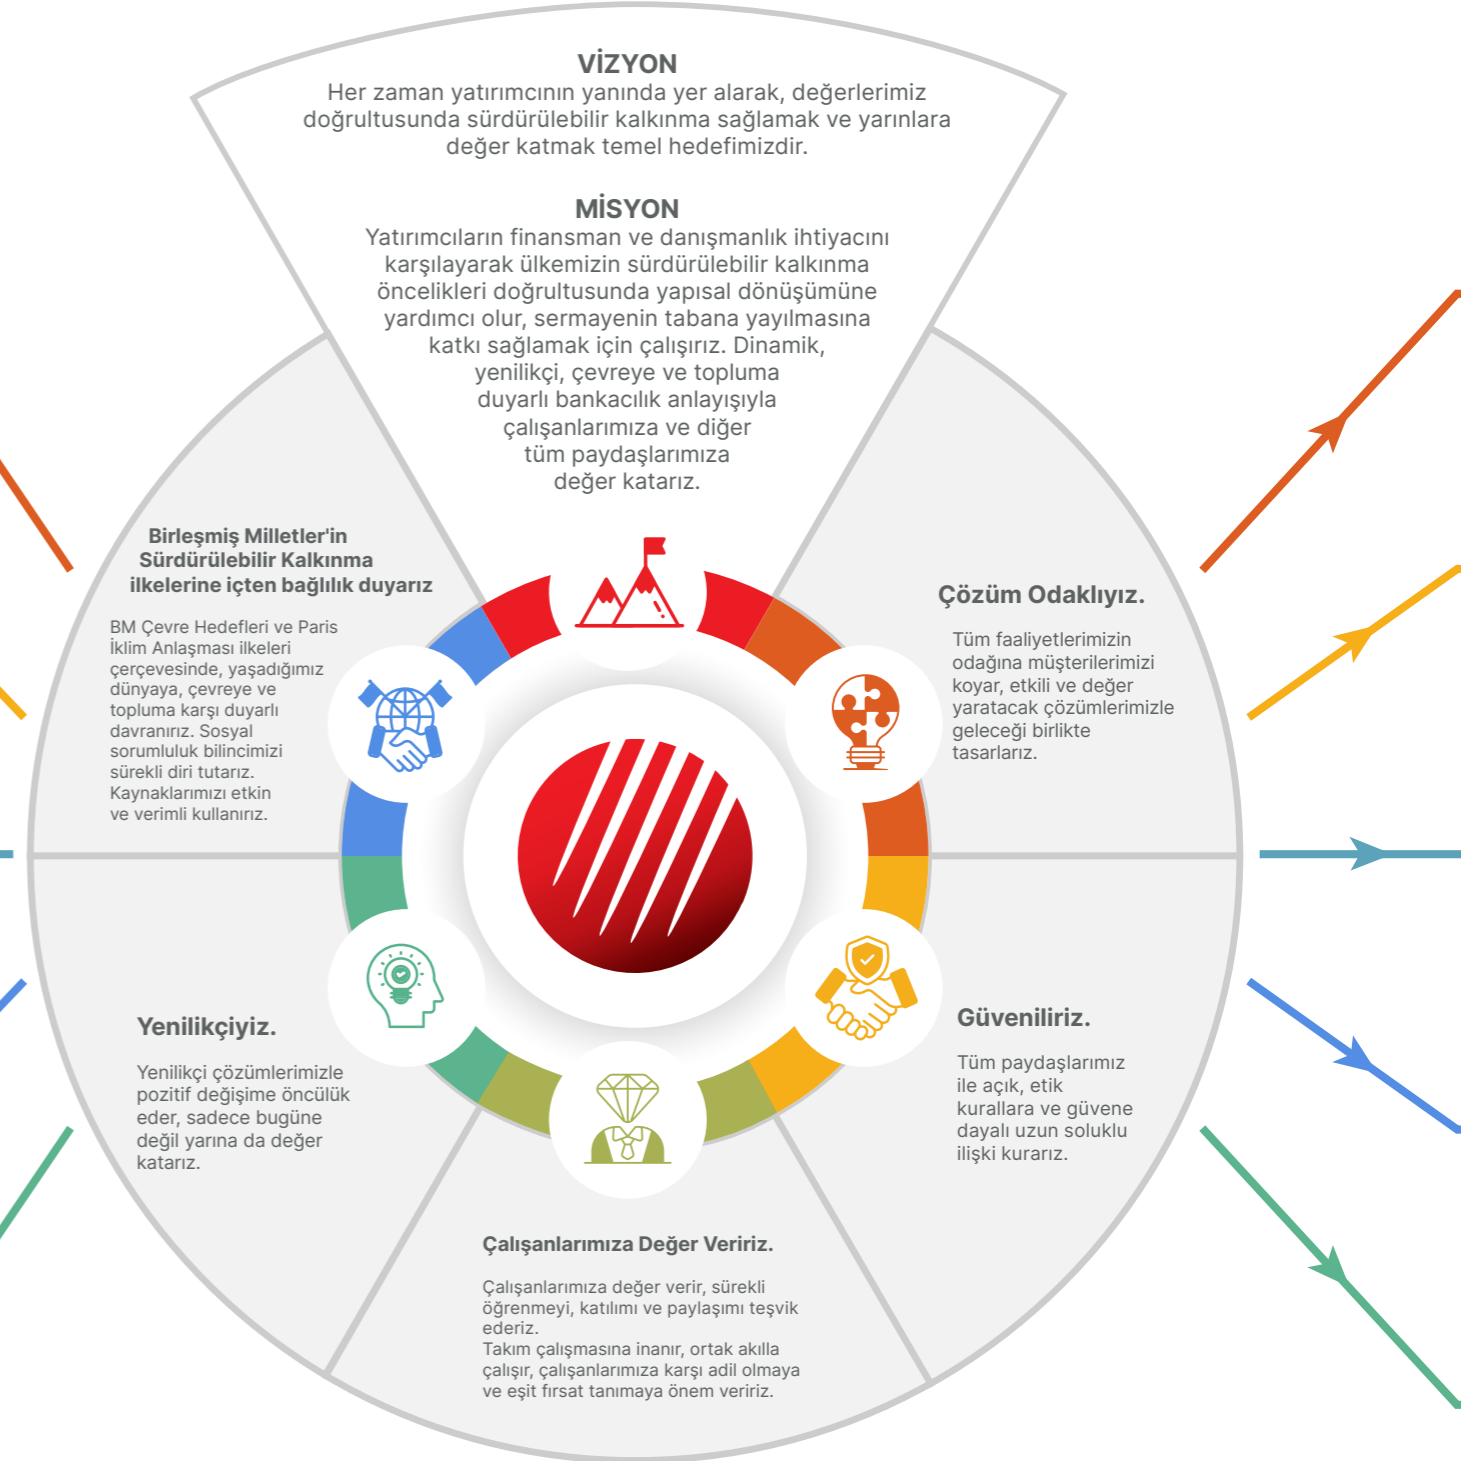 VİZYON
Her zaman yatırımcının yanında yer alarak, değerlerimiz
doğrultusunda sürdürülebilir kalkınma sağlamak ve yarınlara
değer katmak temel hedefimizdir.
MİSYON
Yatırımcıların finansman ve danışmanlık ihtiyacını
karşılayarak ülkemizin sürdürülebilir kalkınma
öncelikleri doğrultusunda yapısal dönüşümüne
yardımcı olur, sermayenin tabana yayılmasına
katkı sağlamak için çalışırız. Dinamik,
yenilikçi, çevreye ve topluma
duyarlı bankacılık anlayışıyla
çalışanlarımıza ve diğer
tüm paydaşlarımıza
değer katarız.
Birleşmiş Milletler'in
Sürdürülebilir Kalkınma
ilkelerine içten bağlılık duyarız
BM Çevre Hedefleri ve Paris
İklim Anlaşması ilkeleri
çerçevesinde, yaşadığımız
dünyaya, çevreye ve
topluma karşı duyarlı
davranırız. Sosyal
sorumluluk bilincimizi
sürekli diri tutarız.
Kaynaklarımızı etkin
ve verimli kullanırız.
Çözüm Odaklıyız.
Tüm faaliyetlerimizin
odağına müşterilerimizi
koyar, etkili ve değer
yaratacak çözümlerimizle
geleceği birlikte
tasarlarız.
Yenilikçiyiz.
Yenilikçi çözümlerimizle
pozitif değişime öncülük
eder, sadece bugüne
değil yarına da değer
katarız.
Güveniliriz.
Tüm paydaşlarımız
ile açık, etik
kurallara ve güvene
dayalı uzun soluklu
ilişki kurarız.
Çalışanlarımıza Değer Veririz.
Çalışanlarımıza değer verir, sürekli
öğrenmeyi, katılımı ve paylaşımı teşvik
ederiz.
Takım çalışmasına inanır, ortak akılla
çalışır, çalışanlarımıza karşı adil olmaya
ve eşit fırsat tanımaya önem veririz.